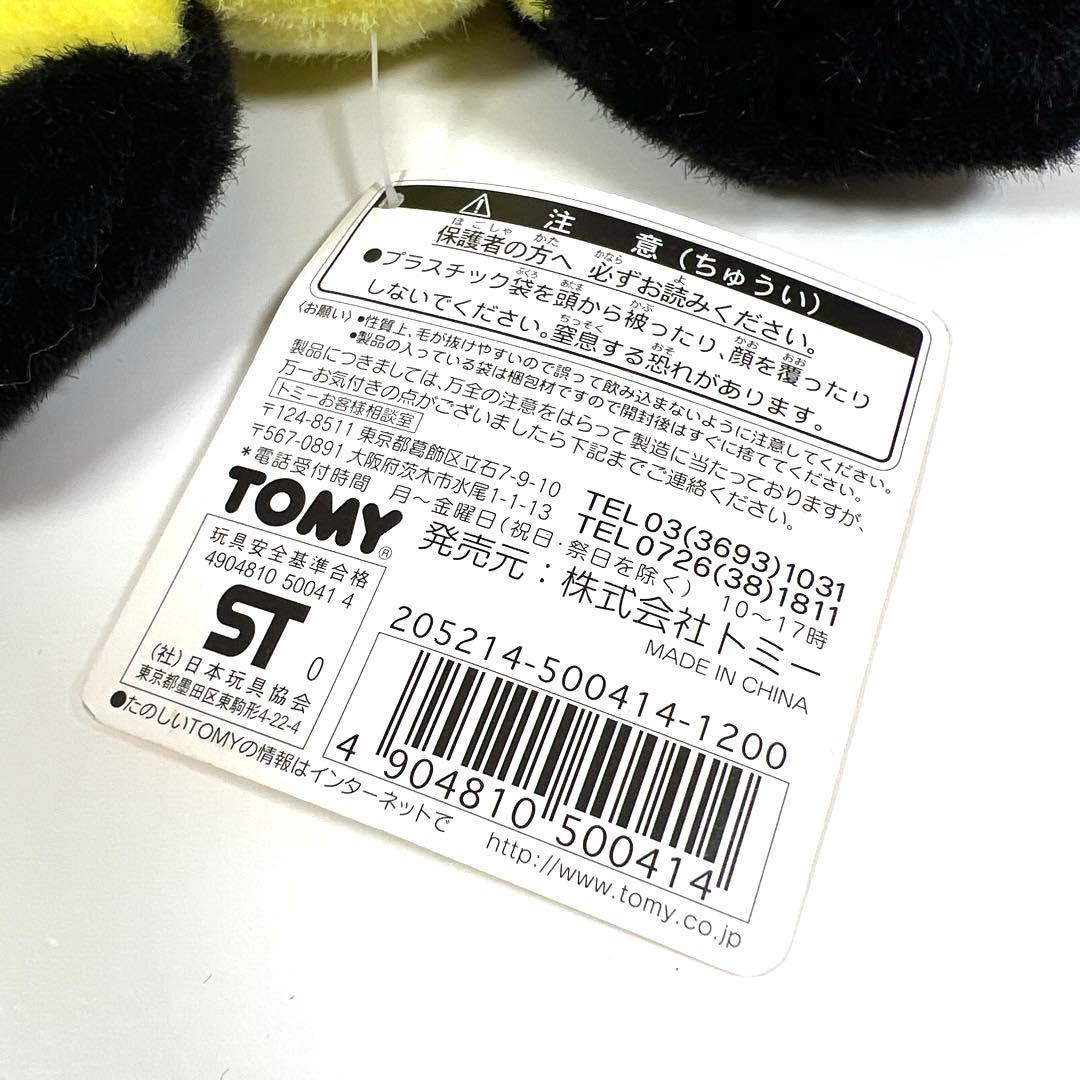 注意(ちゅうい)
保護者の方へ 必ずお読みください。
●プラスチック袋を頭から被ったり、顔を覆ったり
しないでください。窒息する恐れがあります。
〈お願い〉●性質上、毛が抜けやすいので誤って飲み込まないように注意してください。
●製品の入っている袋は梱包材ですので開封後はすぐに捨ててください。
製品につきましては、万全の注意をはらって製造に当たっておりますが、
万一お気付きの点がございましたら下記までご連絡ください。
トミーお客様相談室
〒124-8511 東京都葛飾区立石7-9-10 TEL03(3693)1031
〒567-0891 大阪府茨木市水尾1-1-13 TEL0726(38)1811
*電話受付時間 月～金曜日(祝日・祭日を除く) 10～17時
TOMY® 発売元：株式会社トミー
MADE IN CHINA
玩具安全基準合格
4904810 50041 4
ST 0
(社)日本玩具協会
東京都墨田区東駒形4-22-4
205214-500414-1200
4 904810 500414
●たのしいTOMYの情報はインターネットで http://www.tomy.co.jp